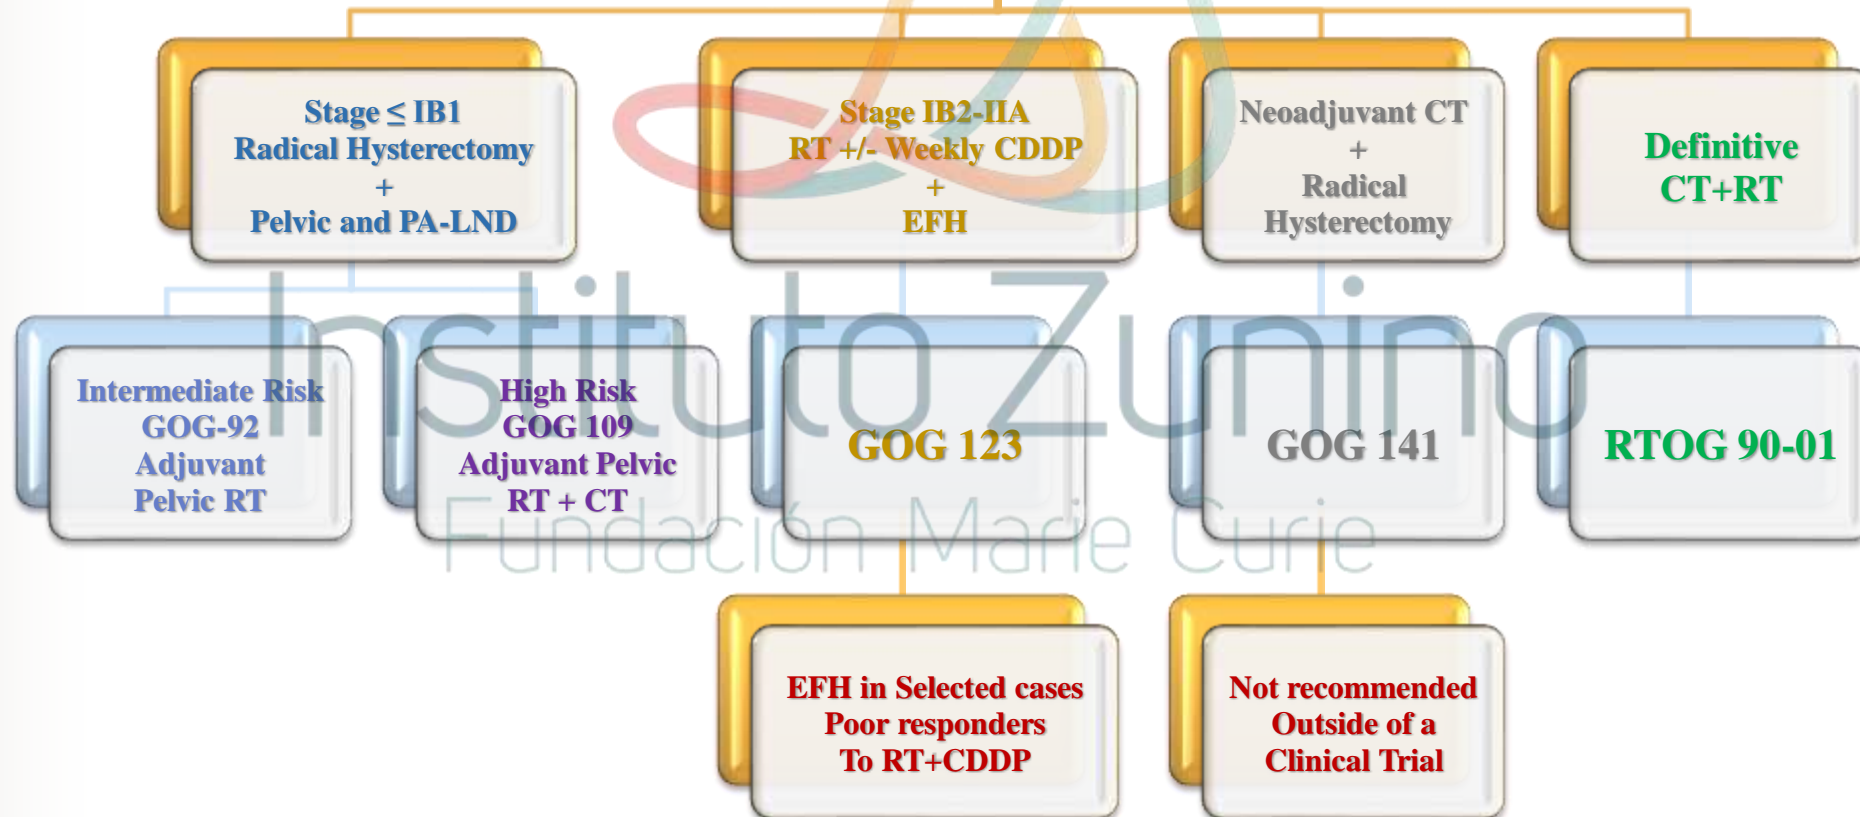 Stage ≤ IB1
Radical Hysterectomy
+
Pelvic and PA-LND
Stage IB2-IIA
RT +/- Weekly CDDP
+
EFH
Neoadjuvant CT
+
Radical
Hysterectomy
Definitive
CT+RT
Instituto Zunino
Fundación Marie Curie
Intermediate Risk
GOG-92
Adjuvant
Pelvic RT
High Risk
GOG 109
Adjuvant Pelvic
RT + CT
GOG 123
GOG 141
RTOG 90-01
EFH in Selected cases
Poor responders
To RT+CDDP
Not recommended
Outside of a
Clinical Trial